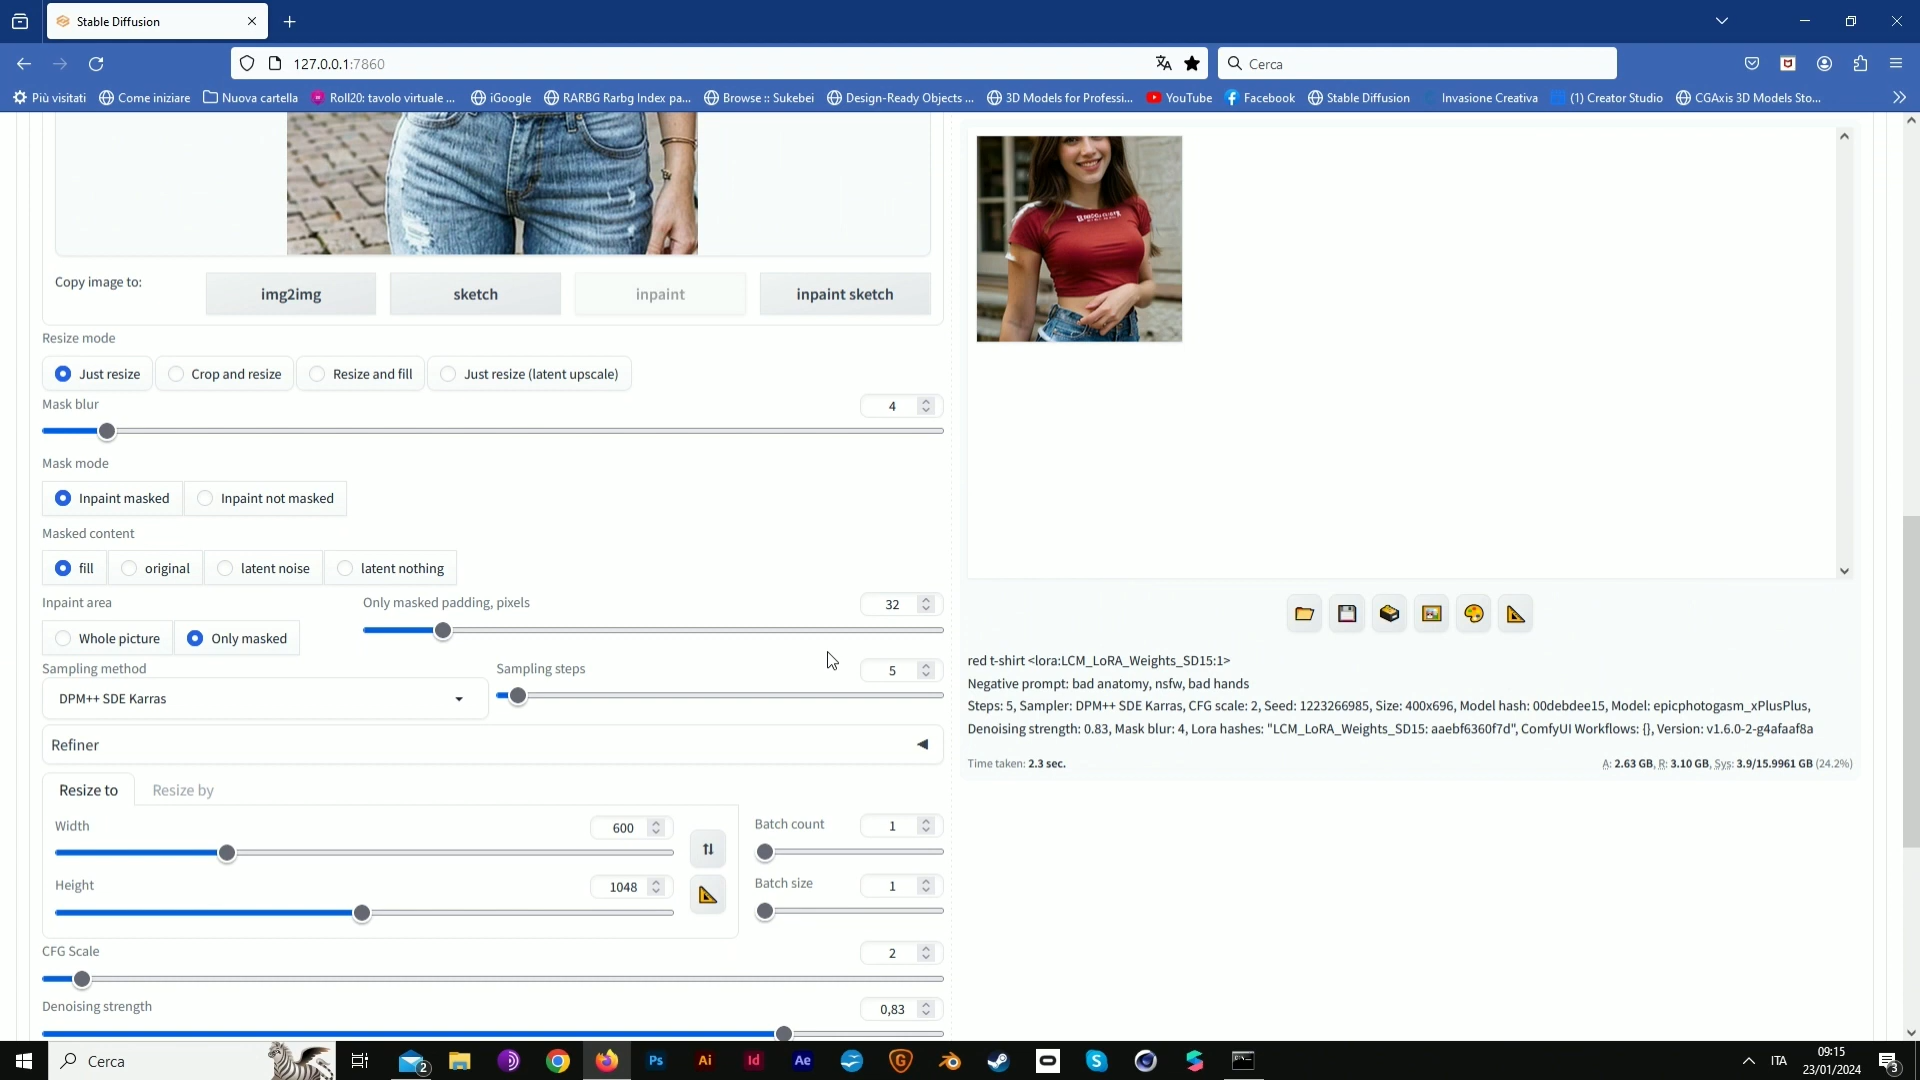 Stable Diffusion
127.0.0.1:7860
Cerca
Più visitati
Come iniziare
Nuova cartella
Roll20: tavolo virtuale ...
iGoogle
RARBG Rarbg Index pa...
Browse :: Sukebei
Design-Ready Objects ...
3D Models for Professi...
YouTube
Facebook
Stable Diffusion
Invasione Creativa
(1) Creator Studio
CGAxis 3D Models Sto...
Copy image to:
img2img
sketch
inpaint
inpaint sketch
Resize mode
Just resize
Crop and resize
Resize and fill
Just resize (latent upscale)
Mask blur
4
Mask mode
Inpaint masked
Inpaint not masked
Masked content
fill
original
latent noise
latent nothing
Inpaint area
Only masked padding, pixels
32
Whole picture
Only masked
Sampling method
Sampling steps
5
DPM++ SDE Karras
Refiner
Resize to
Resize by
Width
600
Batch count
1
Height
1048
Batch size
1
CFG Scale
2
Denoising strength
0,83
red t-shirt <lora:LCM_LoRA_Weights_SD15:1>
Negative prompt: bad anatomy, nsfw, bad hands
Steps: 5, Sampler: DPM++ SDE Karras, CFG scale: 2, Seed: 1223266985, Size: 400x696, Model hash: 00debdee15, Model: epicphotogasm_xPlusPlus,
Denoising strength: 0.83, Mask blur: 4, Lora hashes: "LCM_LoRA_Weights_SD15: aaebf6360f7d", ComfyUI Workflows: {}, Version: v1.6.0-2-g4afaaf8a
Time taken: 2.3 sec.
A: 2.63 GB, R: 3.10 GB, Sys: 3.9/15.9961 GB (24.2%)
Cerca
2
Ps
Ai
Id
Ae
ITA
09:15
23/01/2024
3